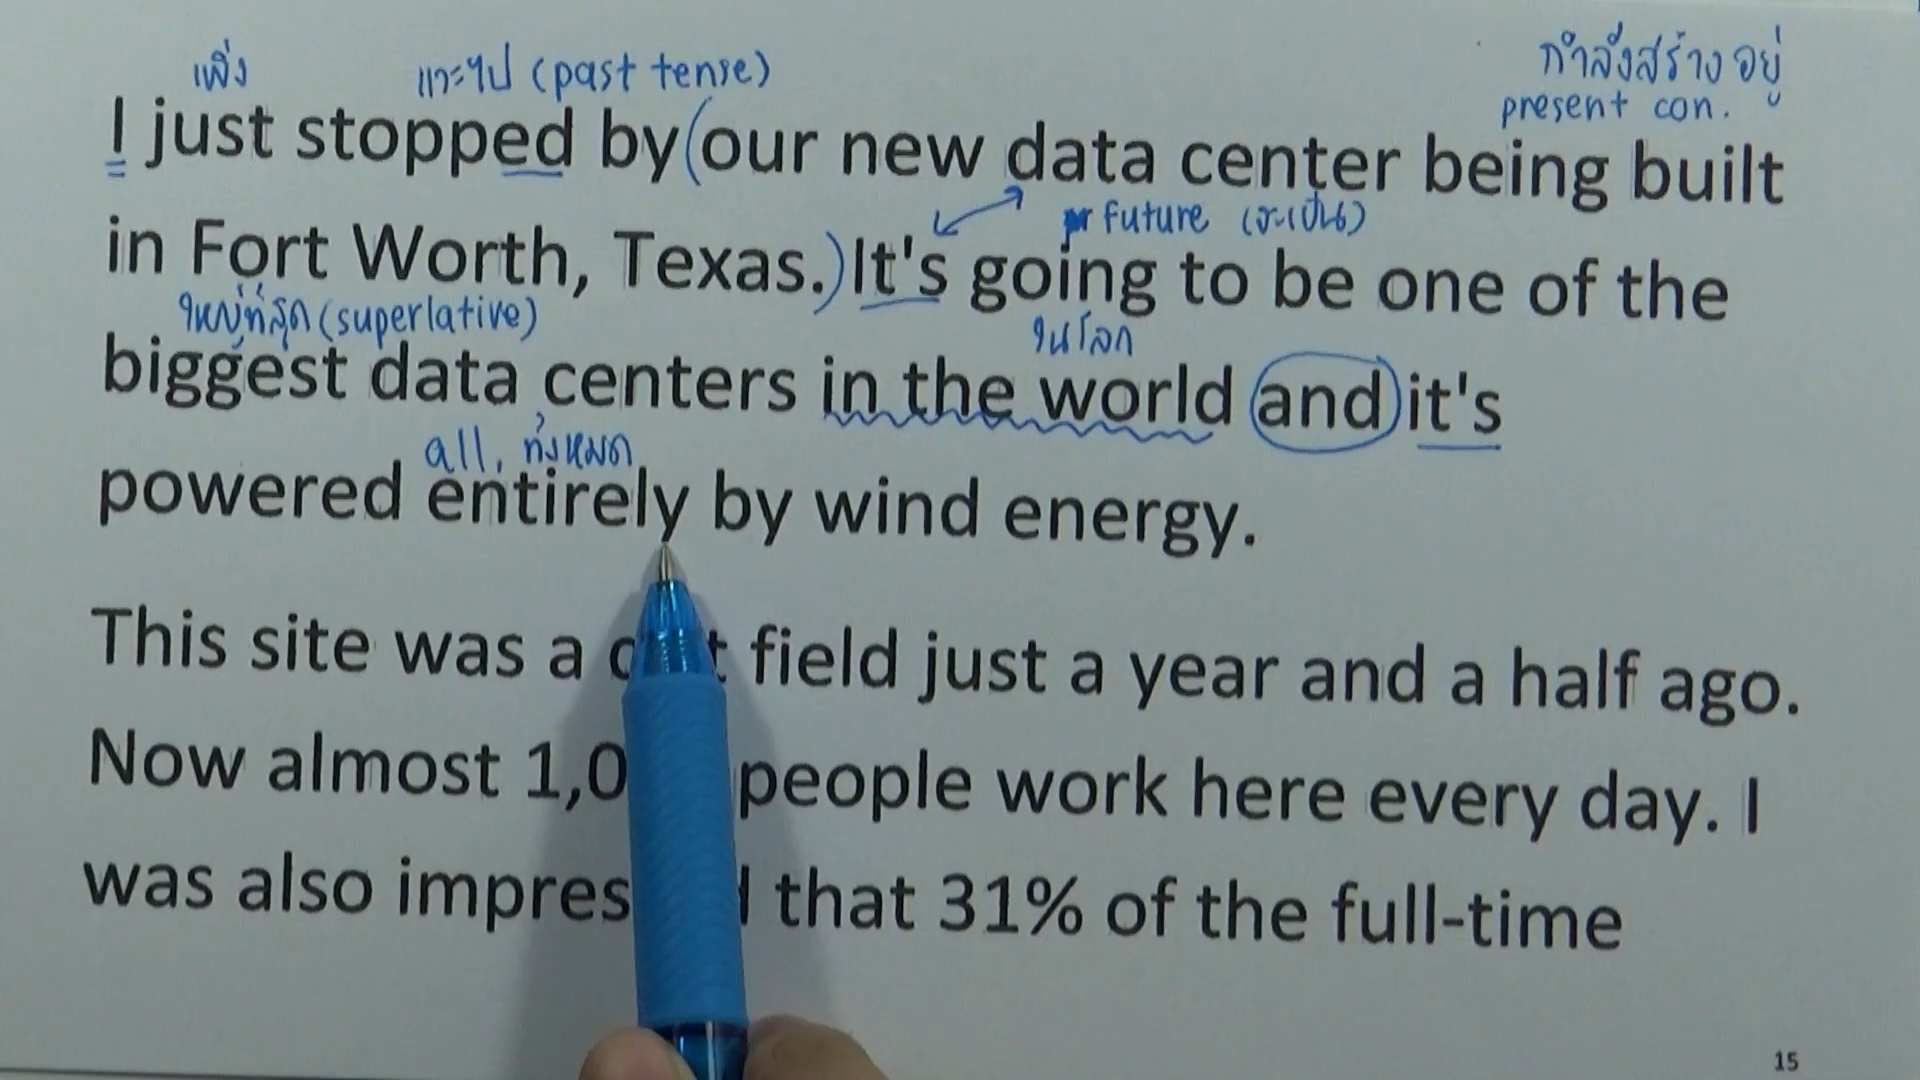 เพิ่ง แวะไป (past tense) กำลังสร้างอยู่
present con.
I just stopped by (our new data center being built
future (จะเป็น)
in Fort Worth, Texas.) It's going to be one of the
ใหญ่ที่สุด (superlative) ในโลก
biggest data centers in the world and it's
all, ทั้งหมด
powered entirely by wind energy.
This site was a field just a year and a half ago.
Now almost people work here every day. I
was also that 31% of the full-time
15